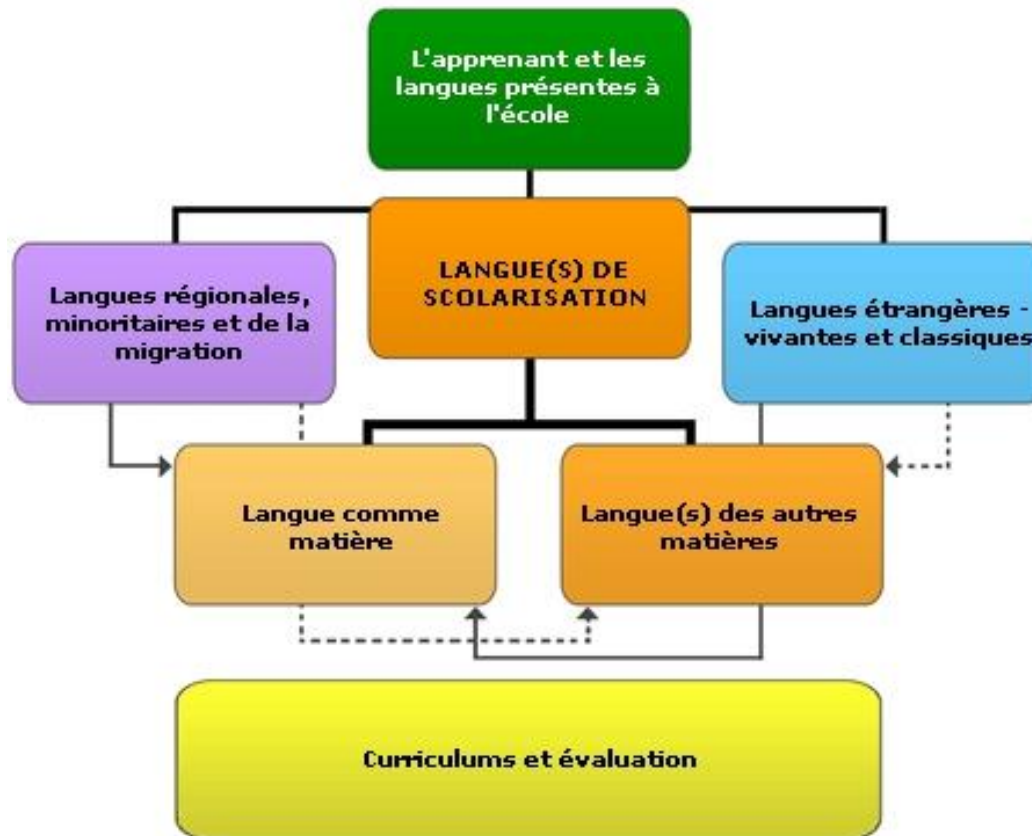 L'apprenant et les
langues présentes à
l'école
LANGUE(S) DE
SCOLARISATION
Langues régionales,
minoritaires et de la
migration
Langues étrangères -
vivantes et classiques
Langue comme
matière
Langue(s) des autres
matières
Curriculums et évaluation